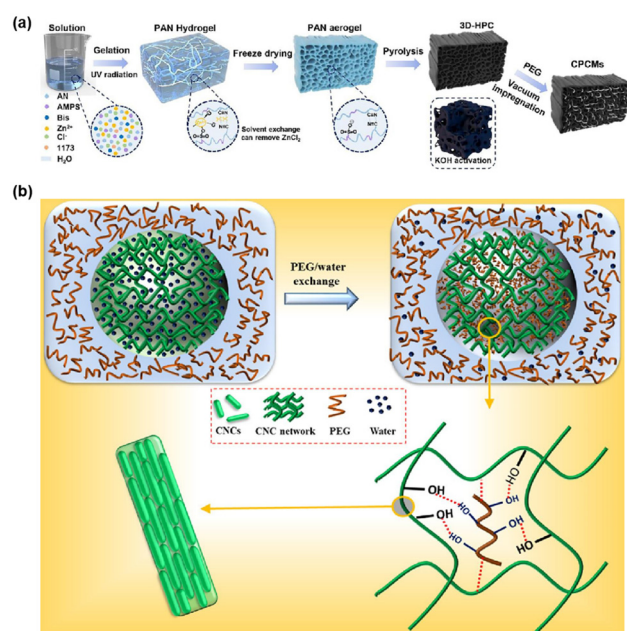 (a)
Solution
PAN Hydrogel
PAN aerogel
3D-HPC
CPCMs
Gelation
UV radiation
Freeze drying
Pyrolysis
PEG
Vacuum
impregnation
AN
AMPS
Bis
Zn²⁺
Cl⁻
1173
H₂O
Solvent exchange
can remove ZnCl₂
KOH activation
(b)
PEG/water
exchange
CNCs
CNC network
PEG
Water
OH
OH
HO
HO
OH
OH
HO
HO